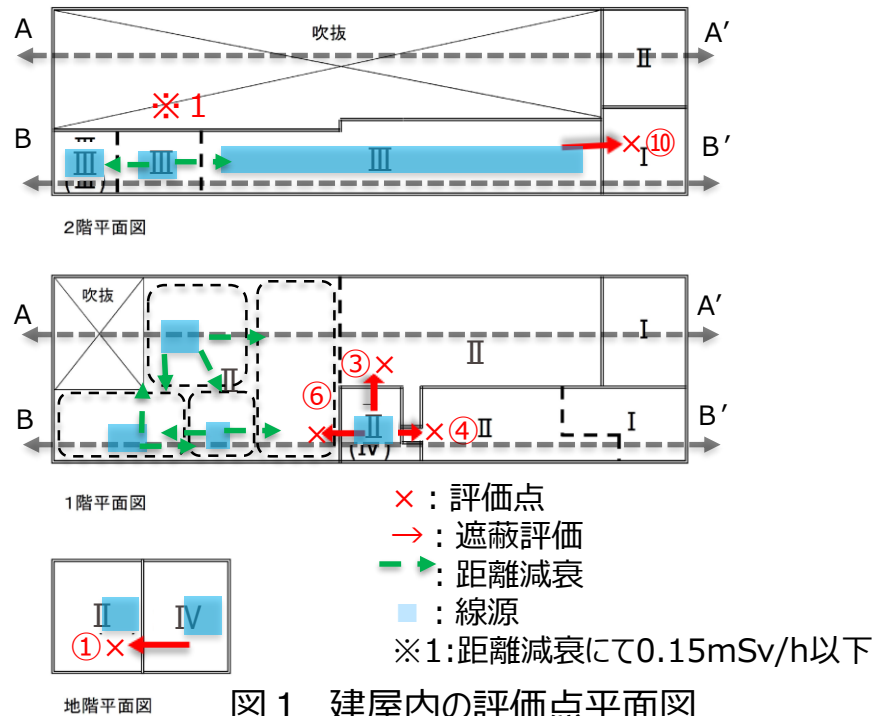 A
吹抜
A′
Ⅱ
※１
B
Ⅲ
Ⅲ
Ⅲ
×⑩
Ⅰ
B′
2階平面図
吹抜
A
A′
Ⅰ
Ⅱ
③×
Ⅱ
⑥
B
×
Ⅱ
(Ⅳ)
×④
Ⅱ
Ⅰ
B′
1階平面図
×：評価点
→：遮蔽評価
：距離減衰
：線源
※1:距離減衰にて0.15mSv/h以下
Ⅱ
Ⅳ
①×
地階平面図
図１　建屋内の評価点平面図